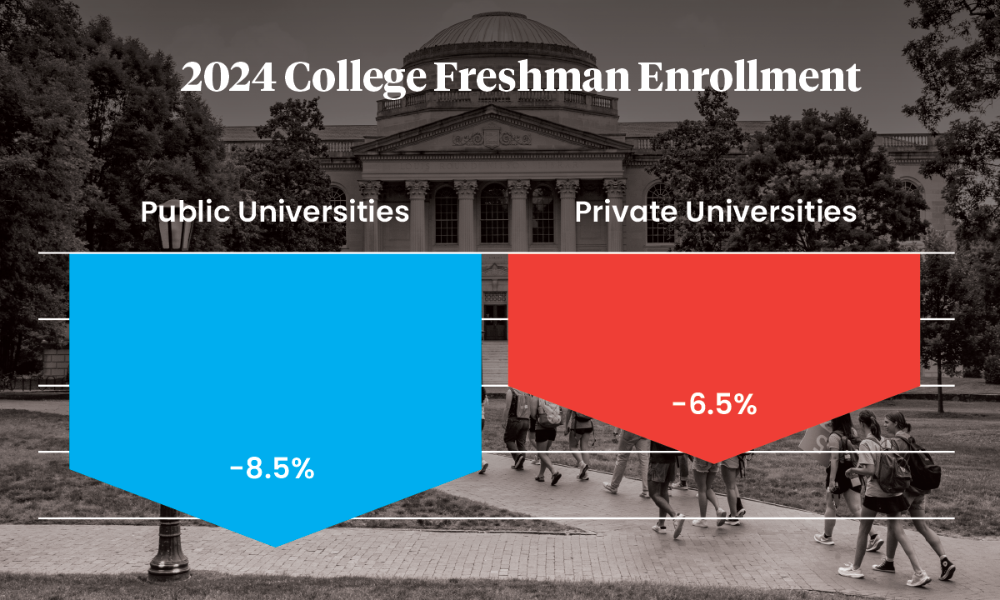 2024 College Freshman Enrollment
Public Universities
Private Universities
-8.5%
-6.5%